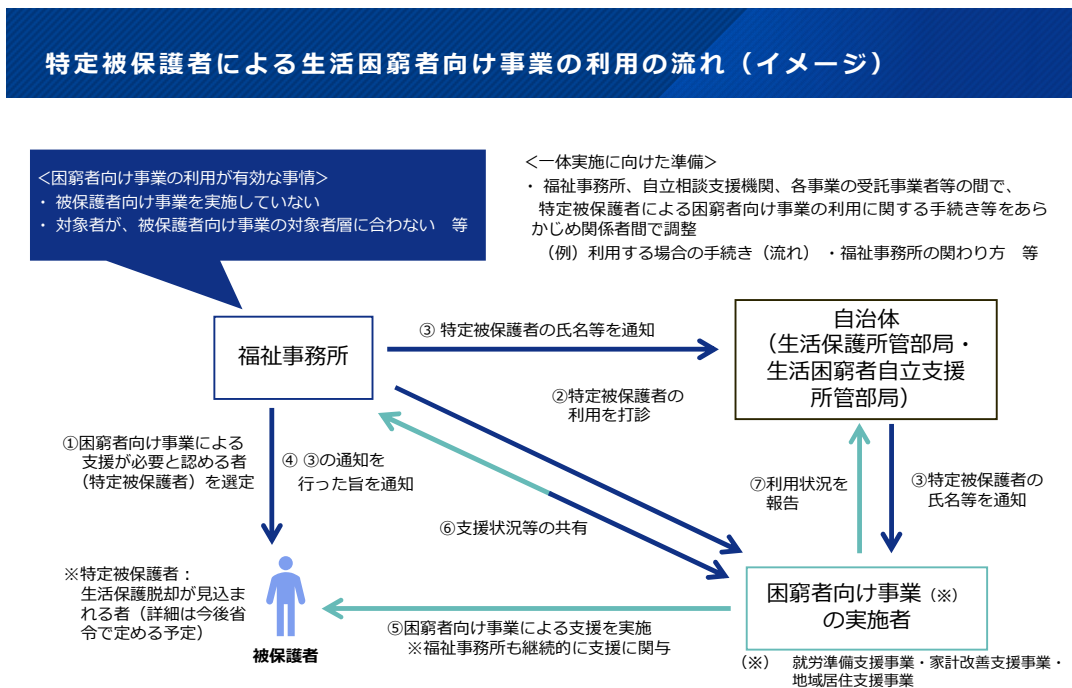 特定被保護者による生活困窮者向け事業の利用の流れ（イメージ）
＜困窮者向け事業の利用が有効な事情＞
・ 被保護者向け事業を実施していない
・ 対象者が、被保護者向け事業の対象者層に合わない　等
＜一体実施に向けた準備＞
・ 福祉事務所、自立相談支援機関、各事業の受託事業者等の間で、
特定被保護者による困窮者向け事業の利用に関する手続き等をあら
かじめ関係者間で調整
（例）利用する場合の手続き（流れ） ・福祉事務所の関わり方　等
福祉事務所
③ 特定被保護者の氏名等を通知
自治体
（生活保護所管部局・
生活困窮者自立支援
所管部局）
②特定被保護者の
利用を打診
①困窮者向け事業による
支援が必要と認める者
（特定被保護者）を選定
④ ③の通知を
行った旨を通知
⑥支援状況等の共有
⑦利用状況を
報告
③特定被保護者の
氏名等を通知
※特定被保護者：
生活保護脱却が見込ま
れる者（詳細は今後省
令で定める予定）
被保護者
⑤困窮者向け事業による支援を実施
※福祉事務所も継続的に支援に関与
困窮者向け事業（※）
の実施者
（※）　就労準備支援事業・家計改善支援事業・
地域居住支援事業